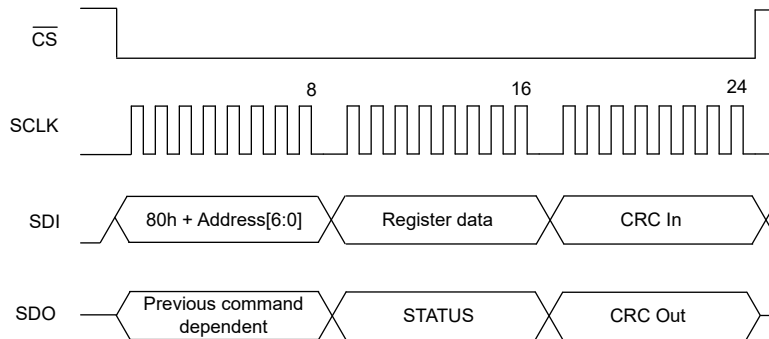 CS
8
16
24
SCLK
SDI
80h + Address[6:0]
Register data
CRC In
SDO
Previous command
dependent
STATUS
CRC Out